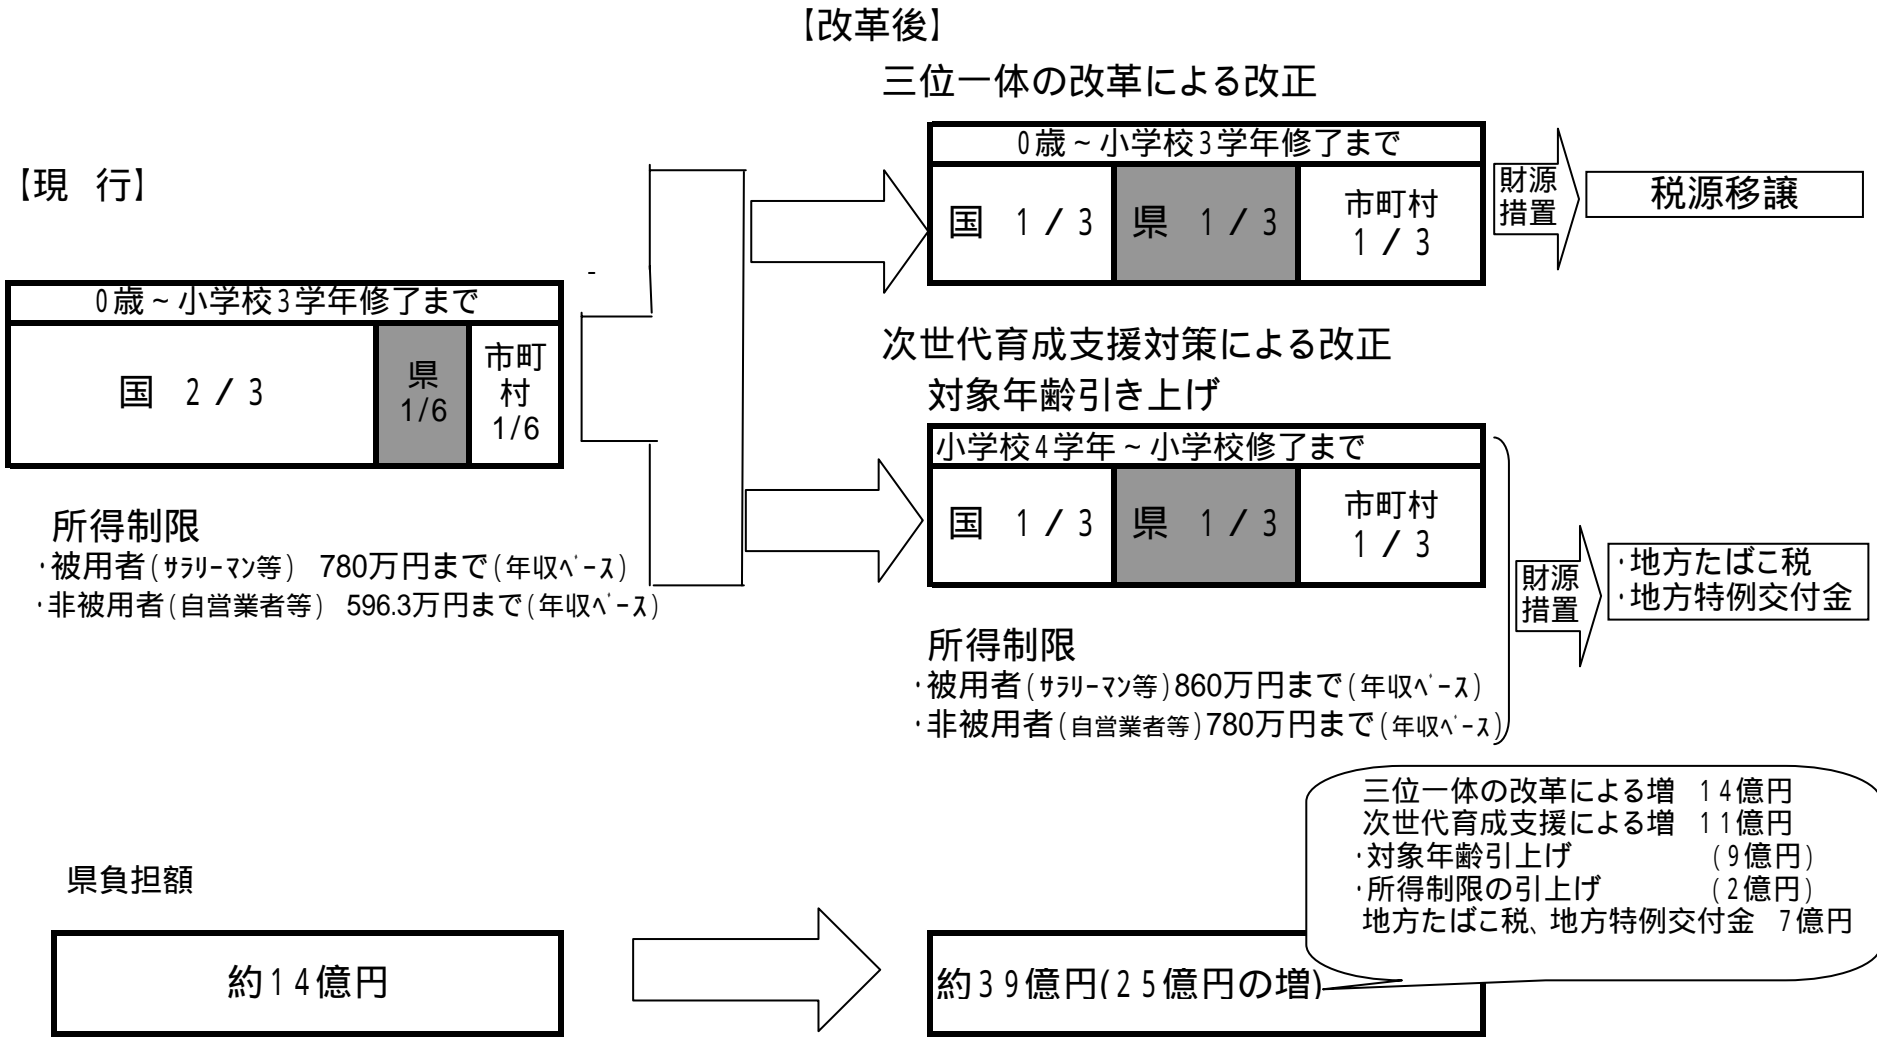 【改革後】
三位一体の改革による改正
0歳～小学校3学年修了まで
国 1/3
県 1/3
市町村
1/3
財源
措置
税源移譲
【現 行】
0歳～小学校3学年修了まで
国 2/3
県
1/6
市町
村
1/6
所得制限
・被用者(ｻﾗﾘｰﾏﾝ等) 780万円まで(年収ﾍﾞｰｽ)
・非被用者(自営業者等) 596.3万円まで(年収ﾍﾞｰｽ)
次世代育成支援対策による改正
対象年齢引き上げ
小学校4学年～小学校修了まで
国 1/3
県 1/3
市町村
1/3
所得制限
・被用者(ｻﾗﾘｰﾏﾝ等)860万円まで(年収ﾍﾞｰｽ)
・非被用者(自営業者等)780万円まで(年収ﾍﾞｰｽ)
財源
措置
・地方たばこ税
・地方特例交付金
三位一体の改革による増 14億円
次世代育成支援による増 11億円
・対象年齢引上げ (9億円)
・所得制限の引上げ (2億円)
地方たばこ税、地方特例交付金 7億円
県負担額
約14億円
約39億円(25億円の増)